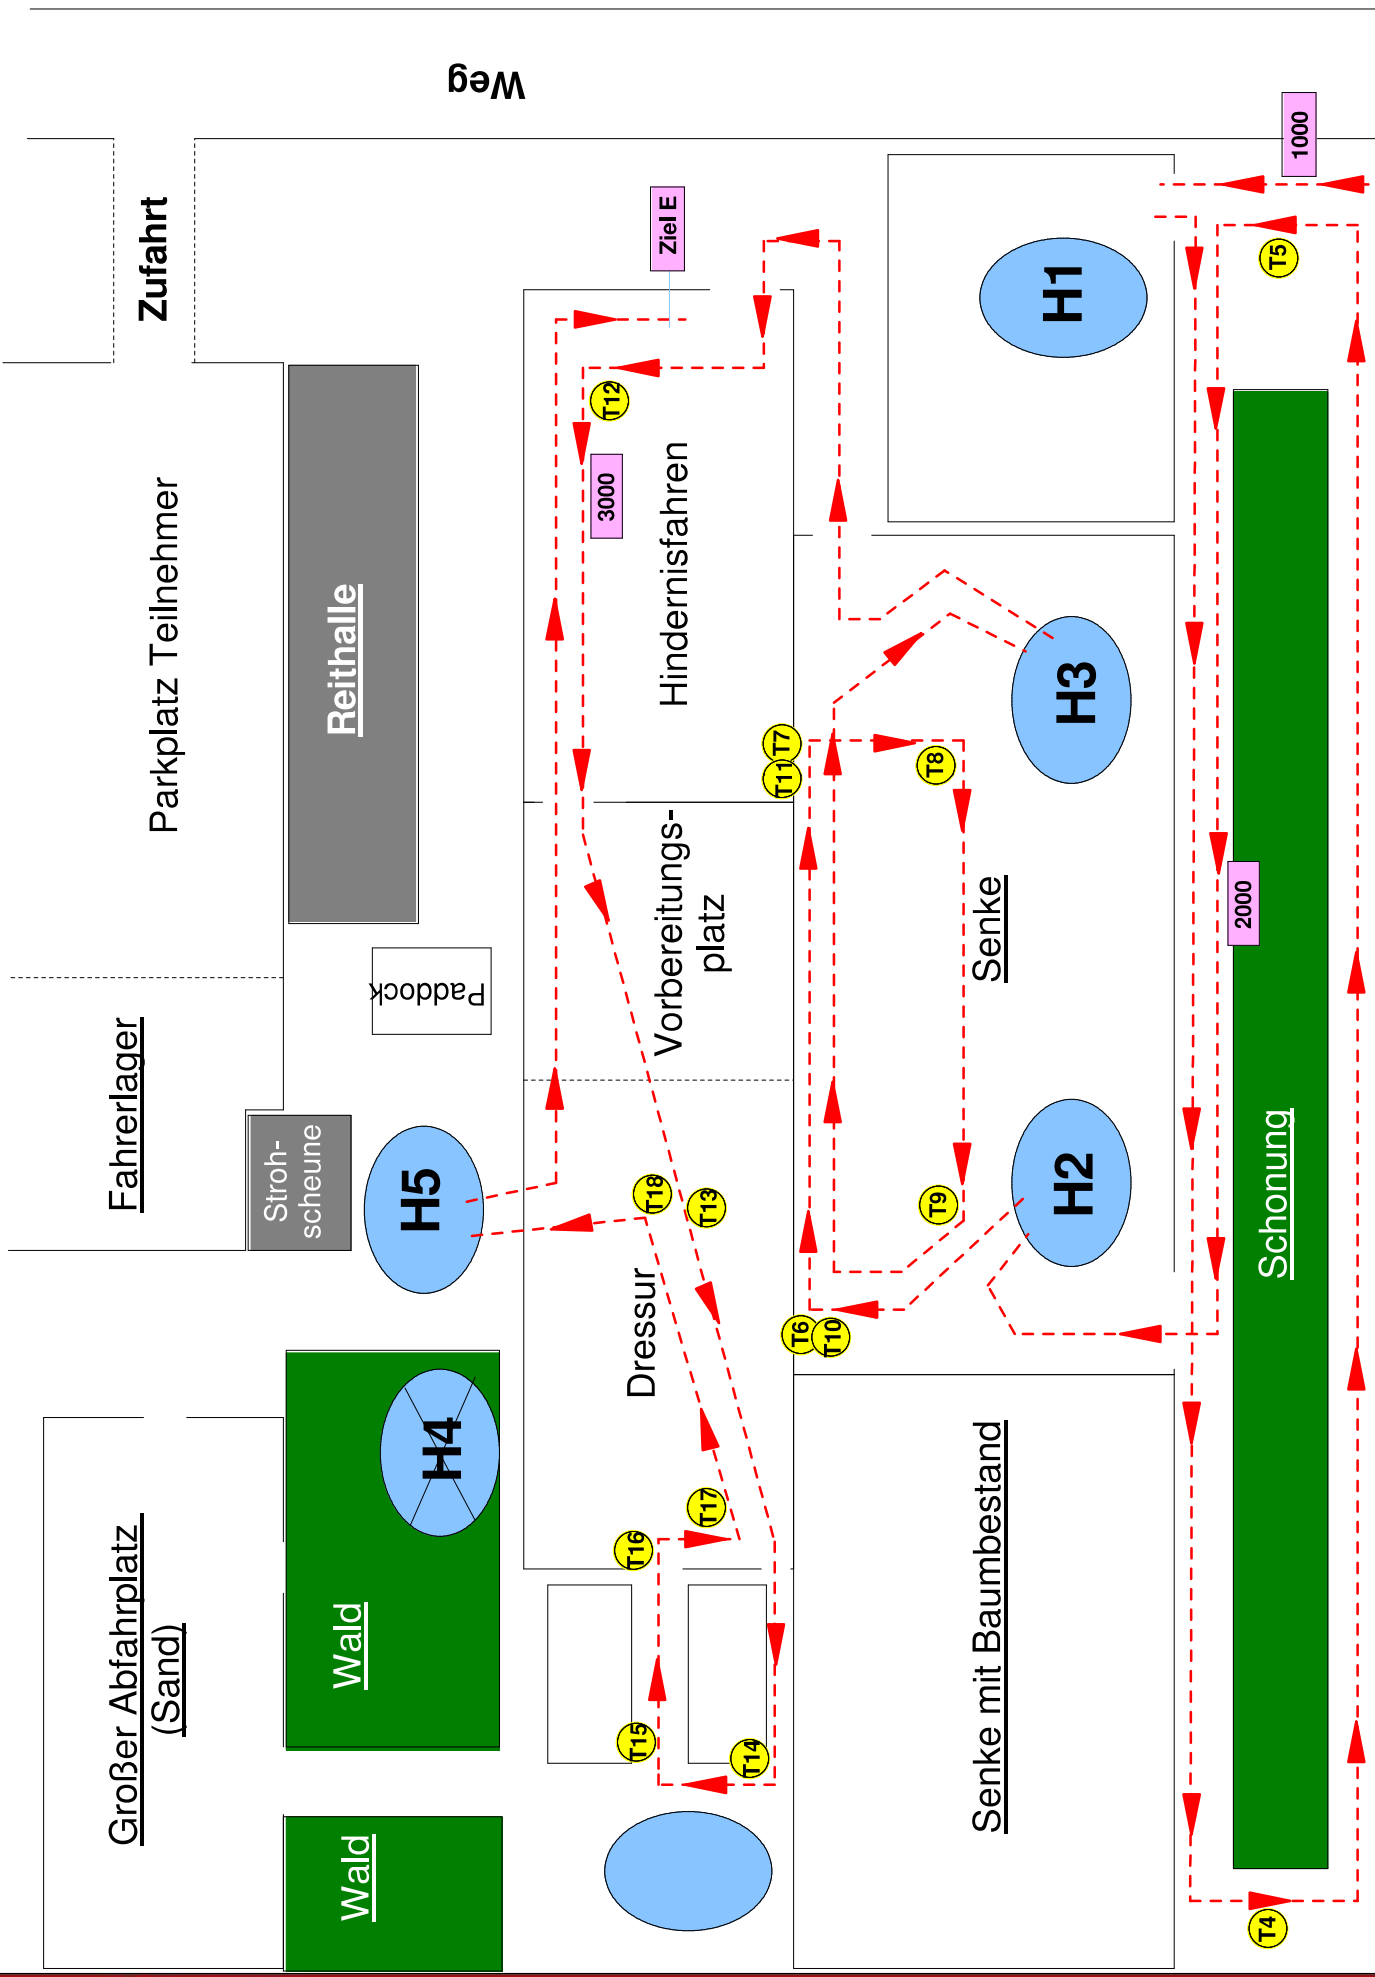 Weg
1000
Zufahrt
Ziel E
T5
H1
T12
3000
Parkplatz Teilnehmer
Reithalle
Hindernisfahren
H3
T7
T11
T8
2000
Vorbereitungs-
platz
Senke
Paddock
Fahrerlager
Stroh-
scheune
H5
T18
T13
T9
H2
Schonung
T6
T10
Dressur
H4
T17
T16
Großer Abfahrplatz
(Sand)
Wald
Senke mit Baumbestand
T15
T14
Wald
T4